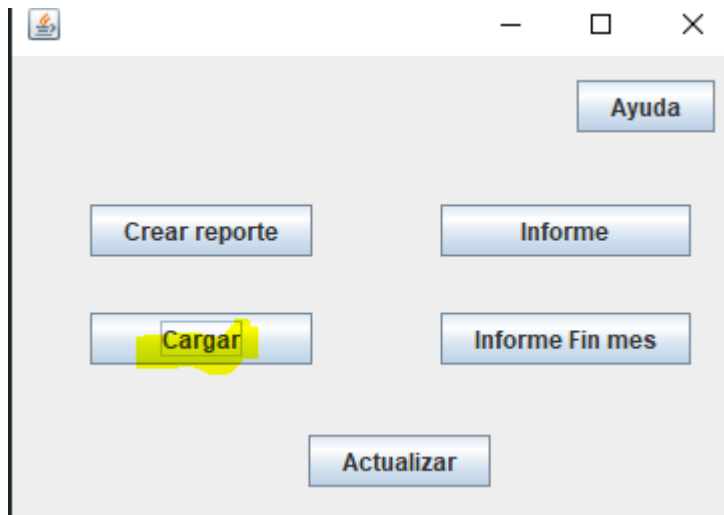 Ayuda
Crear reporte
Informe
Cargar
Informe Fin mes
Actualizar